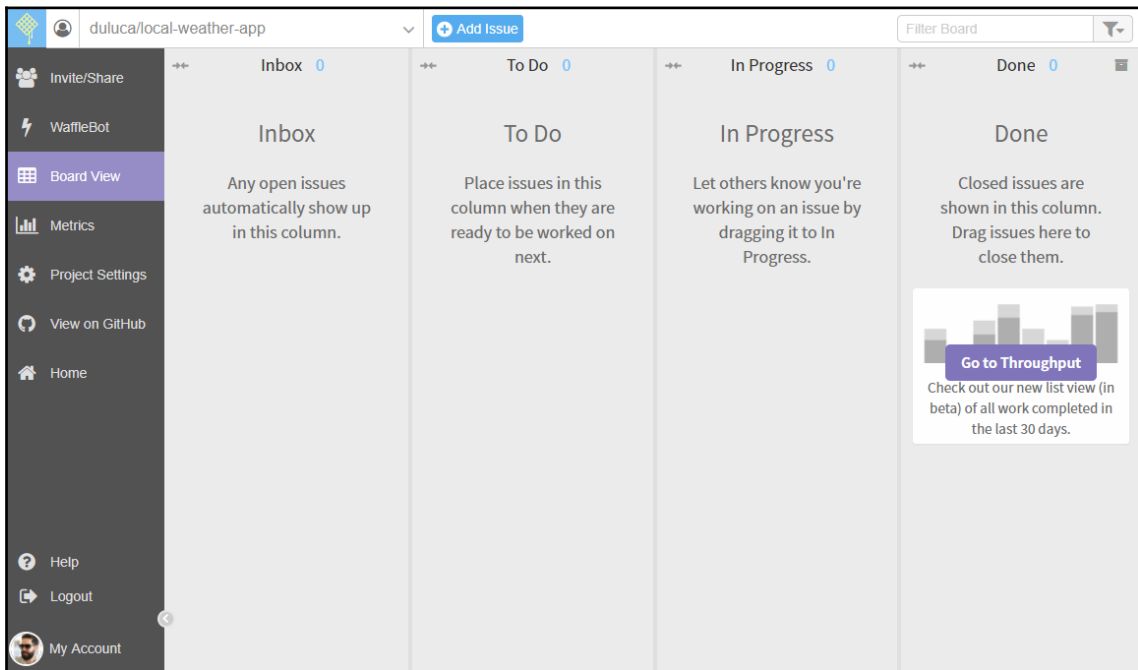 duluca/local-weather-app
Add Issue
Filter Board
Invite/Share
WaffleBot
Board View
Metrics
Project Settings
View on GitHub
Home
Help
Logout
My Account
Inbox 0
Inbox
Any open issues
automatically show up
in this column.
To Do 0
To Do
Place issues in this
column when they are
ready to be worked on
next.
In Progress 0
In Progress
Let others know you're
working on an issue by
dragging it to In
Progress.
Done 0
Done
Closed issues are
shown in this column.
Drag issues here to
close them.
Go to Throughput
Check out our new list view (in
beta) of all work completed in
the last 30 days.